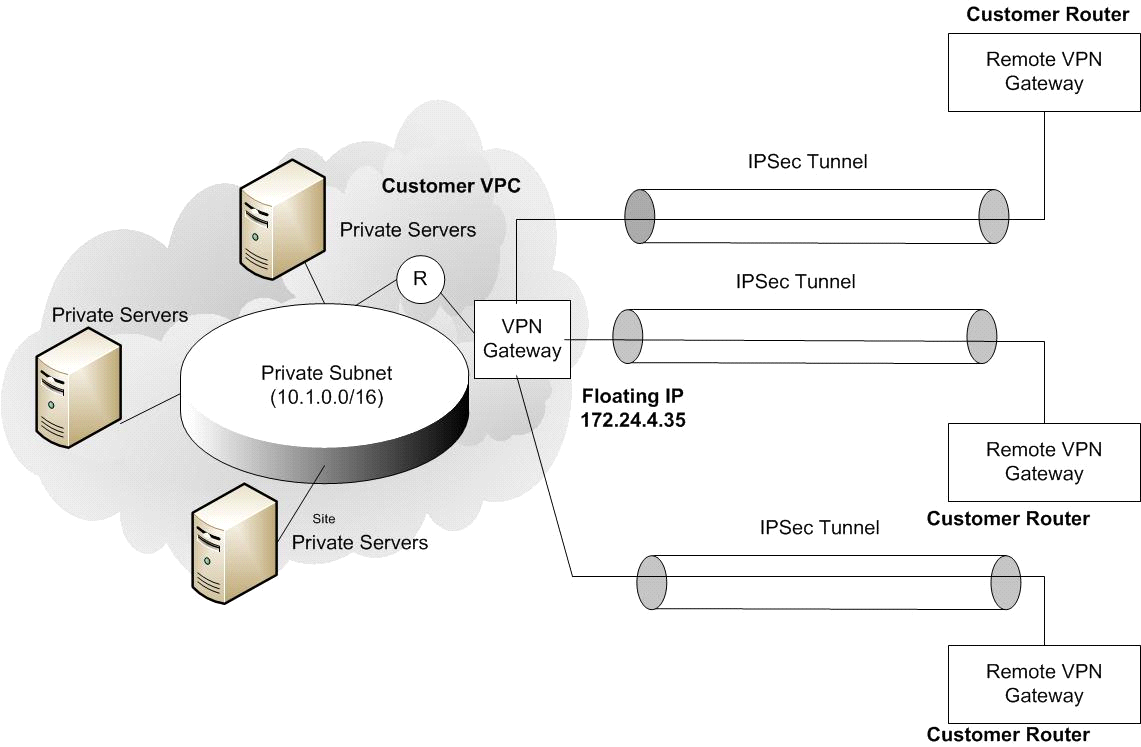 Customer Router
Remote VPN
Gateway
IPSec Tunnel
Customer VPC
Private Servers
R
IPSec Tunnel
Private Servers
VPN
Gateway
Private Subnet
(10.1.0.0/16)
Floating IP
172.24.4.35
Remote VPN
Gateway
Customer Router
Site
Private Servers
IPSec Tunnel
Remote VPN
Gateway
Customer Router